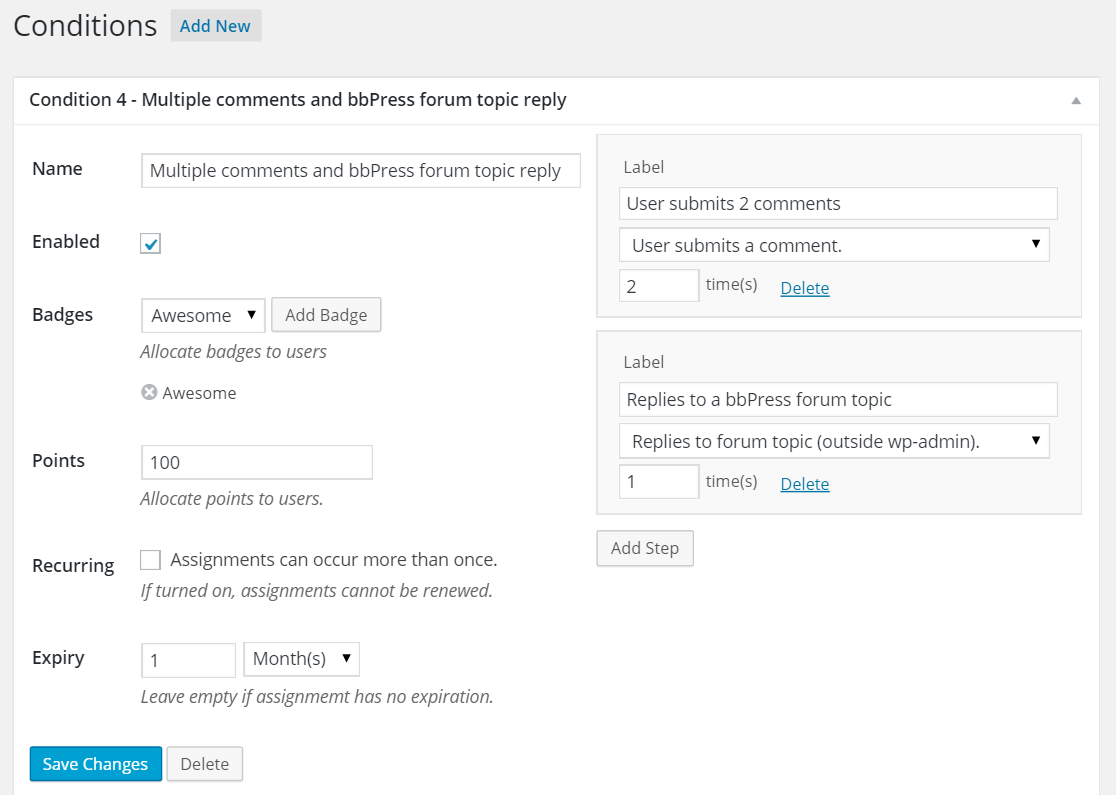 Conditions Add New
Condition 4 - Multiple comments and bbPress forum topic reply
Name Multiple comments and bbPress forum topic reply
Enabled
Badges Awesome Add Badge
Allocate badges to users
Awesome
Points 100
Allocate points to users.
Recurring Assignments can occur more than once.
If turned on, assignments cannot be renewed.
Expiry 1 Month(s)
Leave empty if assignmemt has no expiration.
Save Changes Delete
Label
User submits 2 comments
User submits a comment.
2 time(s) Delete
Label
Replies to a bbPress forum topic
Replies to forum topic (outside wp-admin).
1 time(s) Delete
Add Step